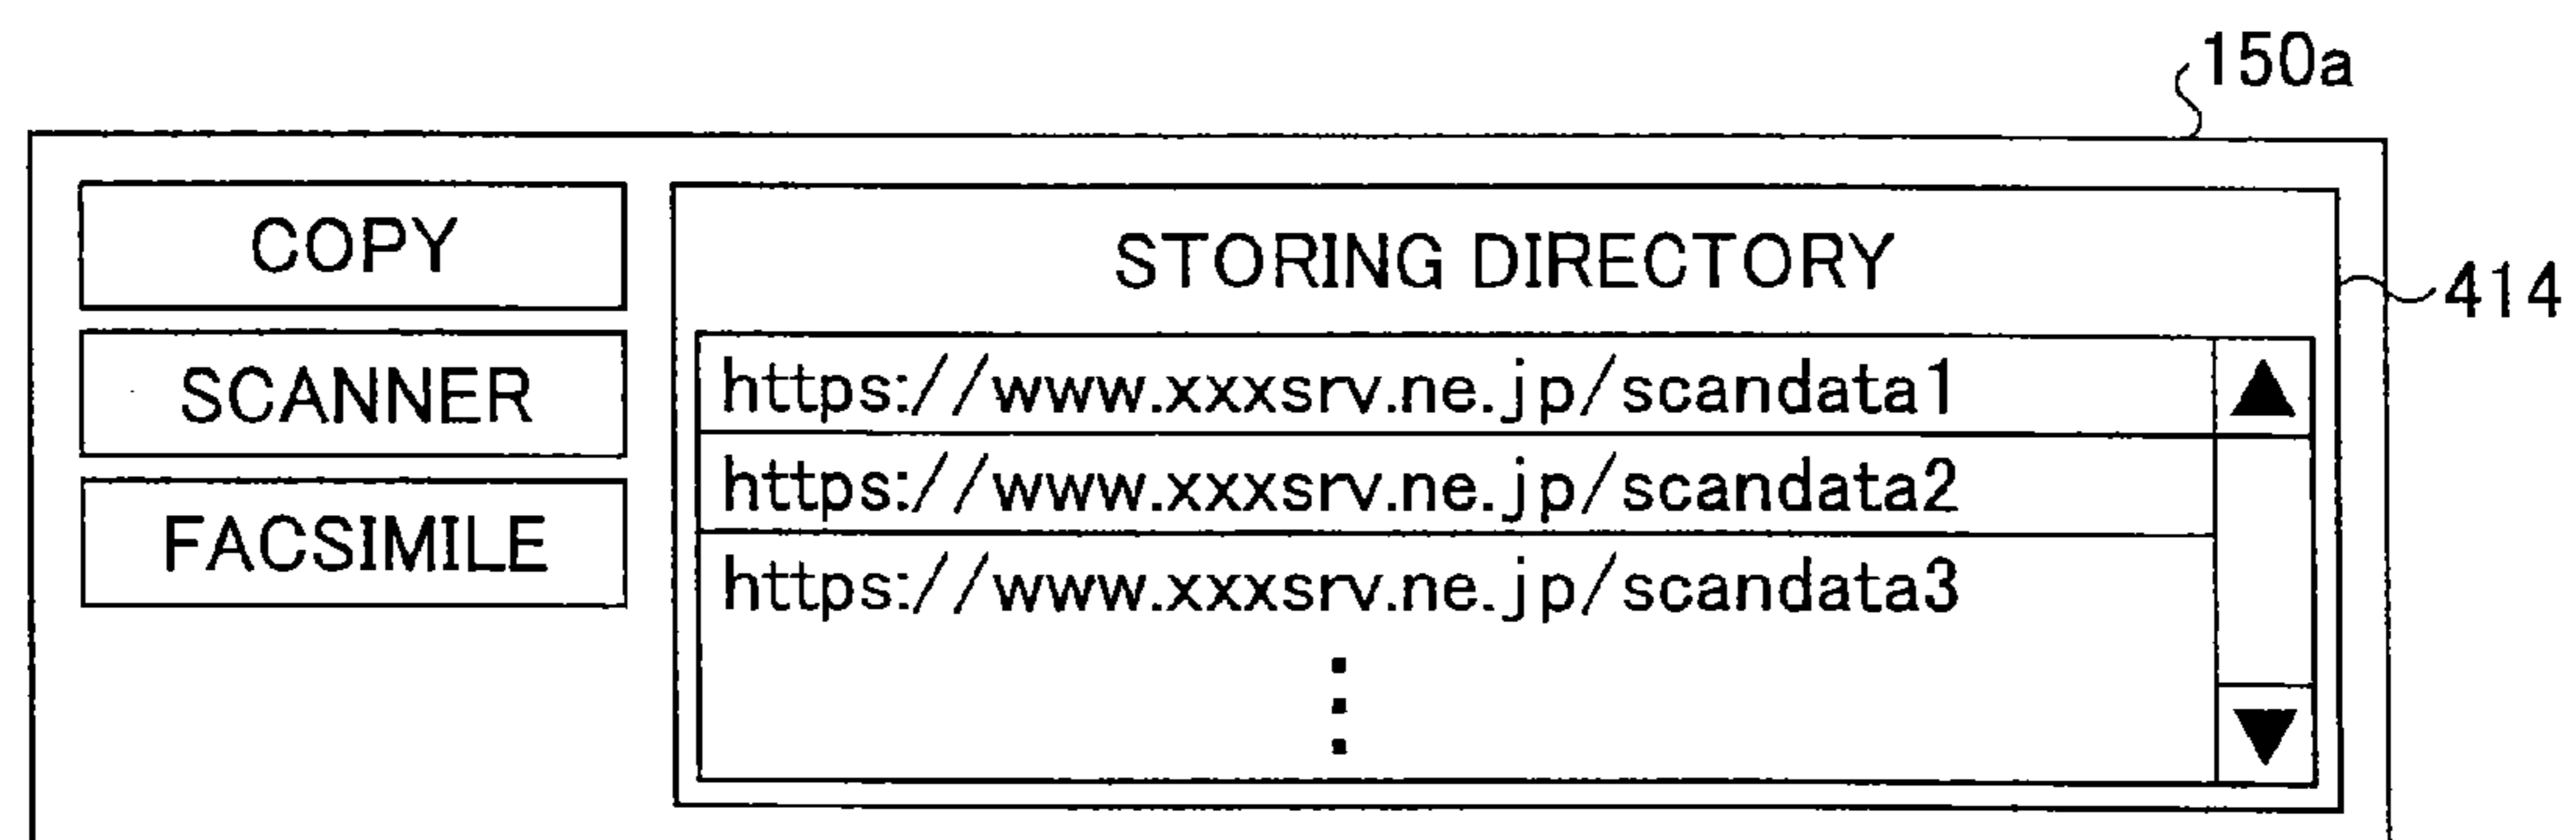 150a
COPY
SCANNER
FACSIMILE
STORING DIRECTORY
414
https://www.xxxsrv.ne.jp/scandata1
https://www.xxxsrv.ne.jp/scandata2
https://www.xxxsrv.ne.jp/scandata3